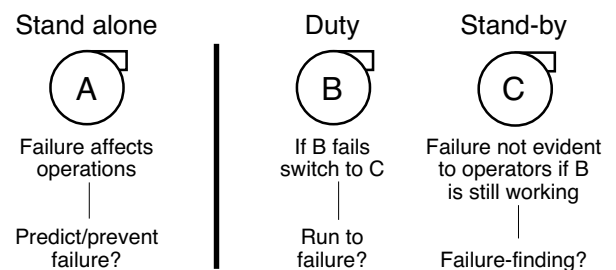 Stand alone
A
Failure affects
operations
Predict/prevent
failure?
Duty
B
If B fails
switch to C
Run to
failure?
Stand-by
C
Failure not evident
to operators if B
is still working
Failure-finding?